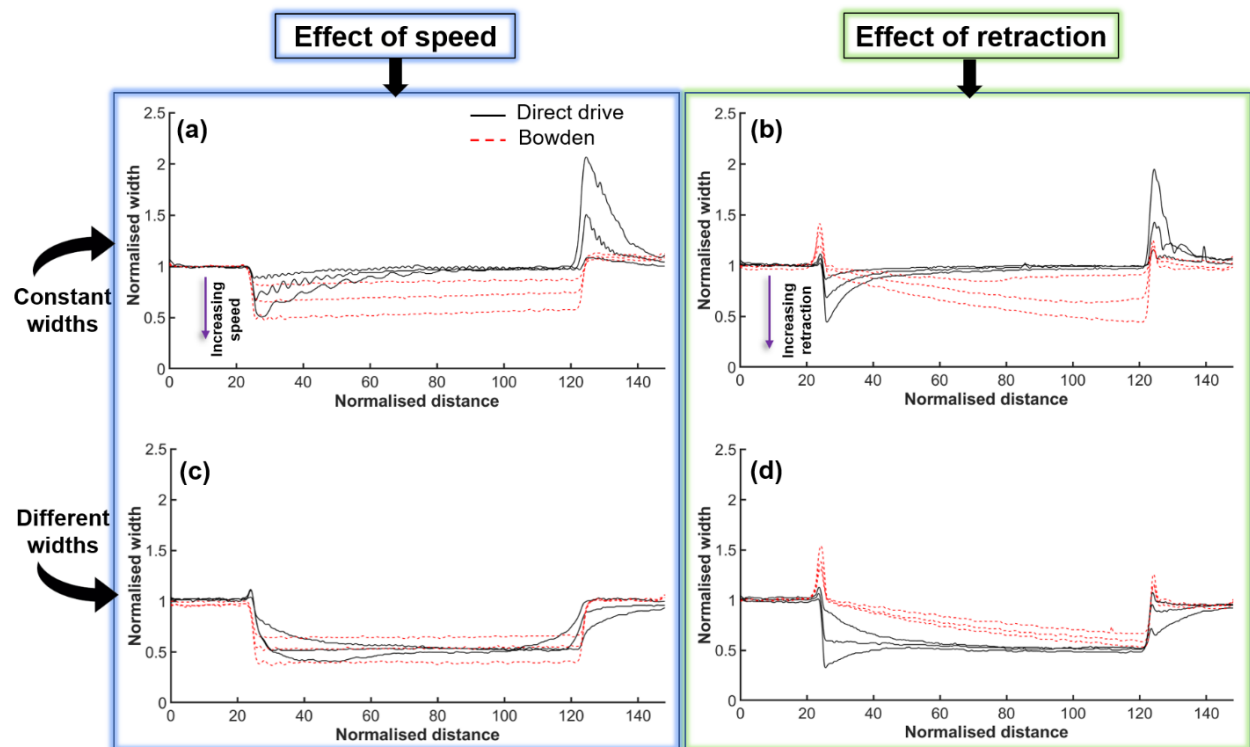 Effect of speed
Effect of retraction
Constant
widths
Different
widths
(a)
Direct drive
Bowden
Normalised width
2.5
2
1.5
1
0.5
0
Increasing
speed
0 20 40 60 80 100 120 140
Normalised distance
(b)
Normalised width
2.5
2
1.5
1
0.5
0
Increasing
retraction
0 20 40 60 80 100 120 140
Normalised distance
(c)
Normalised width
2.5
2
1.5
1
0.5
0
0 20 40 60 80 100 120 140
Normalised distance
(d)
Normalised width
2.5
2
1.5
1
0.5
0
0 20 40 60 80 100 120 140
Normalised distance